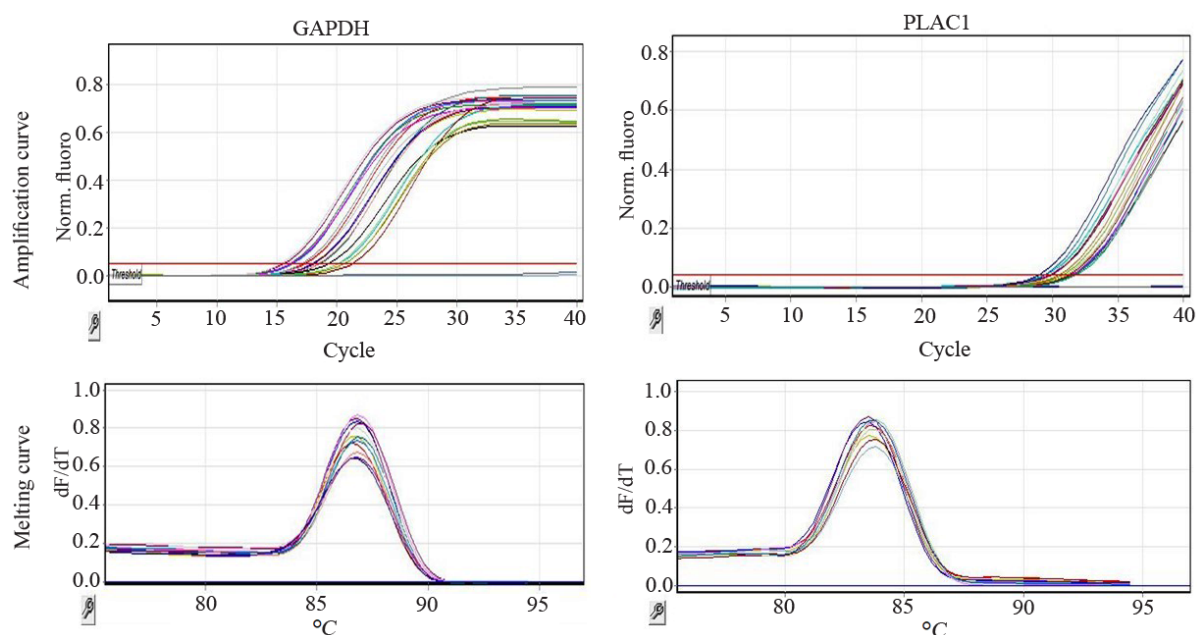 GAPDH
PLAC1
Amplification curve
Norm. fluoro
0.8
0.6
0.4
0.2
0.0
Threshold
5 10 15 20 25 30 35 40
Cycle
Norm. fluoro
0.8
0.6
0.4
0.2
0.0
Threshold
5 10 15 20 25 30 35 40
Cycle
Melting curve
dF/dT
1.0
0.8
0.6
0.4
0.2
0.0
80 85 90 95
°C
dF/dT
1.0
0.8
0.6
0.4
0.2
0.0
80 85 90 95
°C